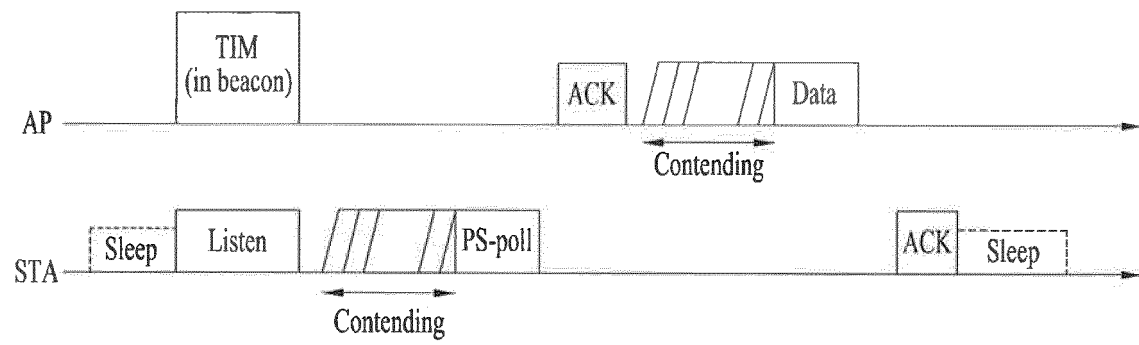 TIM
(in beacon)
ACK
Data
AP
Contending
Sleep
Listen
PS-poll
ACK
Sleep
STA
Contending